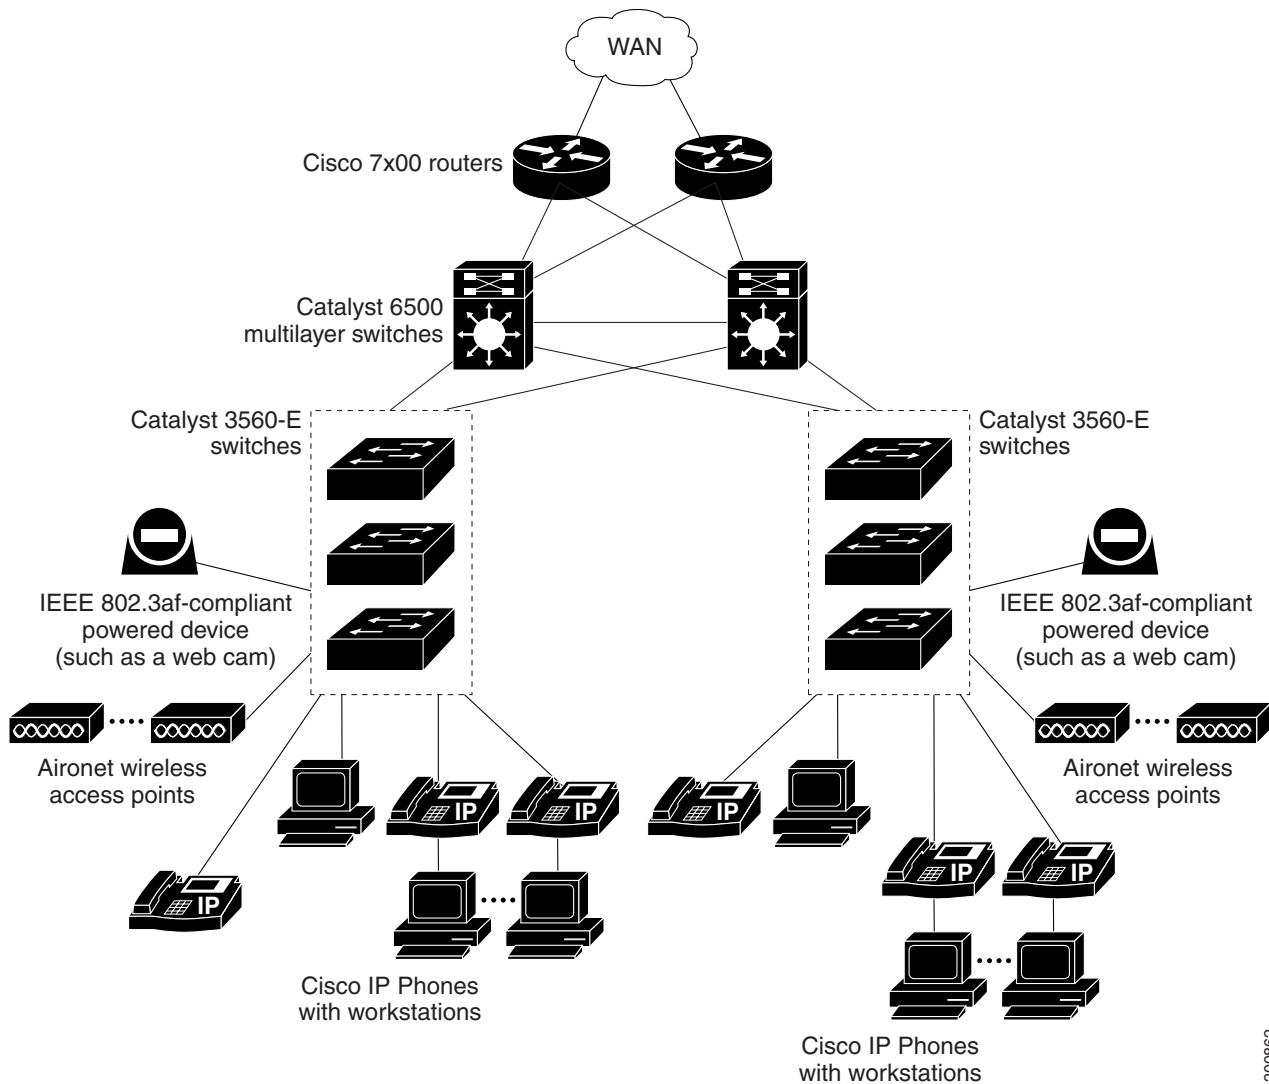 WAN
Cisco 7x00 routers
Catalyst 6500
multilayer switches
Catalyst 3560-E
switches
Catalyst 3560-E
switches
IEEE 802.3af-compliant
powered device
(such as a web cam)
IEEE 802.3af-compliant
powered device
(such as a web cam)
Aironet wireless
access points
Aironet wireless
access points
IP
IP
IP
IP
IP
IP
Cisco IP Phones
with workstations
Cisco IP Phones
with workstations